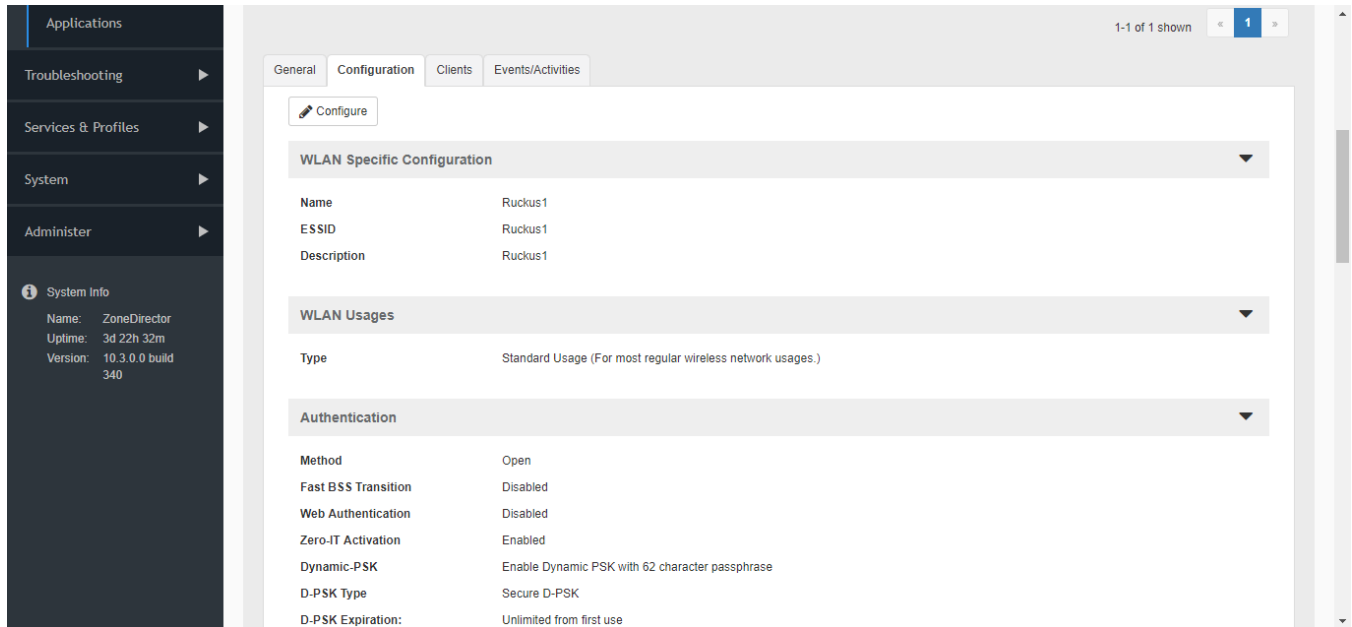 Applications
Troubleshooting
Services & Profiles
System
Administer
System Info
Name: ZoneDirector
Uptime: 3d 22h 32m
Version: 10.3.0.0 build
340
1-1 of 1 shown « 1 »
General Configuration Clients Events/Activities
Configure
WLAN Specific Configuration
Name Ruckus1
ESSID Ruckus1
Description Ruckus1
WLAN Usages
Type Standard Usage (For most regular wireless network usages.)
Authentication
Method Open
Fast BSS Transition Disabled
Web Authentication Disabled
Zero-IT Activation Enabled
Dynamic-PSK Enable Dynamic PSK with 62 character passphrase
D-PSK Type Secure D-PSK
D-PSK Expiration: Unlimited from first use